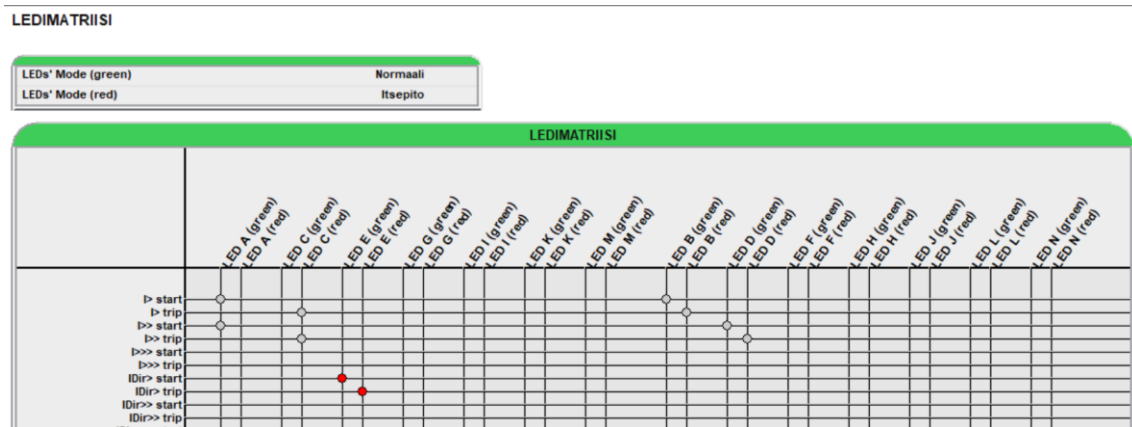 LEDIMATRIISI
LEDs' Mode (green) Normaali
LEDs' Mode (red) Itsepito
LEDIMATRIISI
LED A (green)
LED A (red)
LED C (green)
LED C (red)
LED E (green)
LED E (red)
LED G (green)
LED G (red)
LED I (green)
LED I (red)
LED K (green)
LED K (red)
LED M (green)
LED M (red)
LED B (green)
LED B (red)
LED D (green)
LED D (red)
LED F (green)
LED F (red)
LED H (green)
LED H (red)
LED J (green)
LED J (red)
LED L (green)
LED L (red)
LED N (green)
LED N (red)
I> start
I> trip
I>> start
I>> trip
I>>> start
I>>> trip
IDir> start
IDir> trip
IDir>> start
IDir>> trip